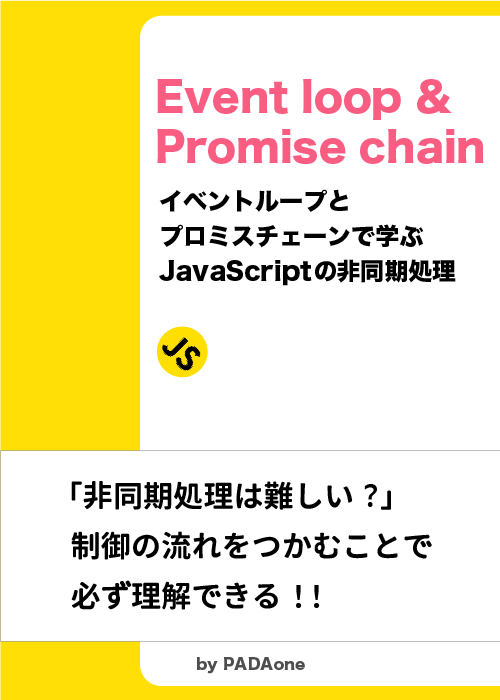 Event loop &
Promise chain
イベントループと
プロミスチェーンで学ぶ
JavaScriptの非同期処理
JS
「非同期処理は難しい？」
制御の流れをつかむことで
必ず理解できる！！
by PADAone